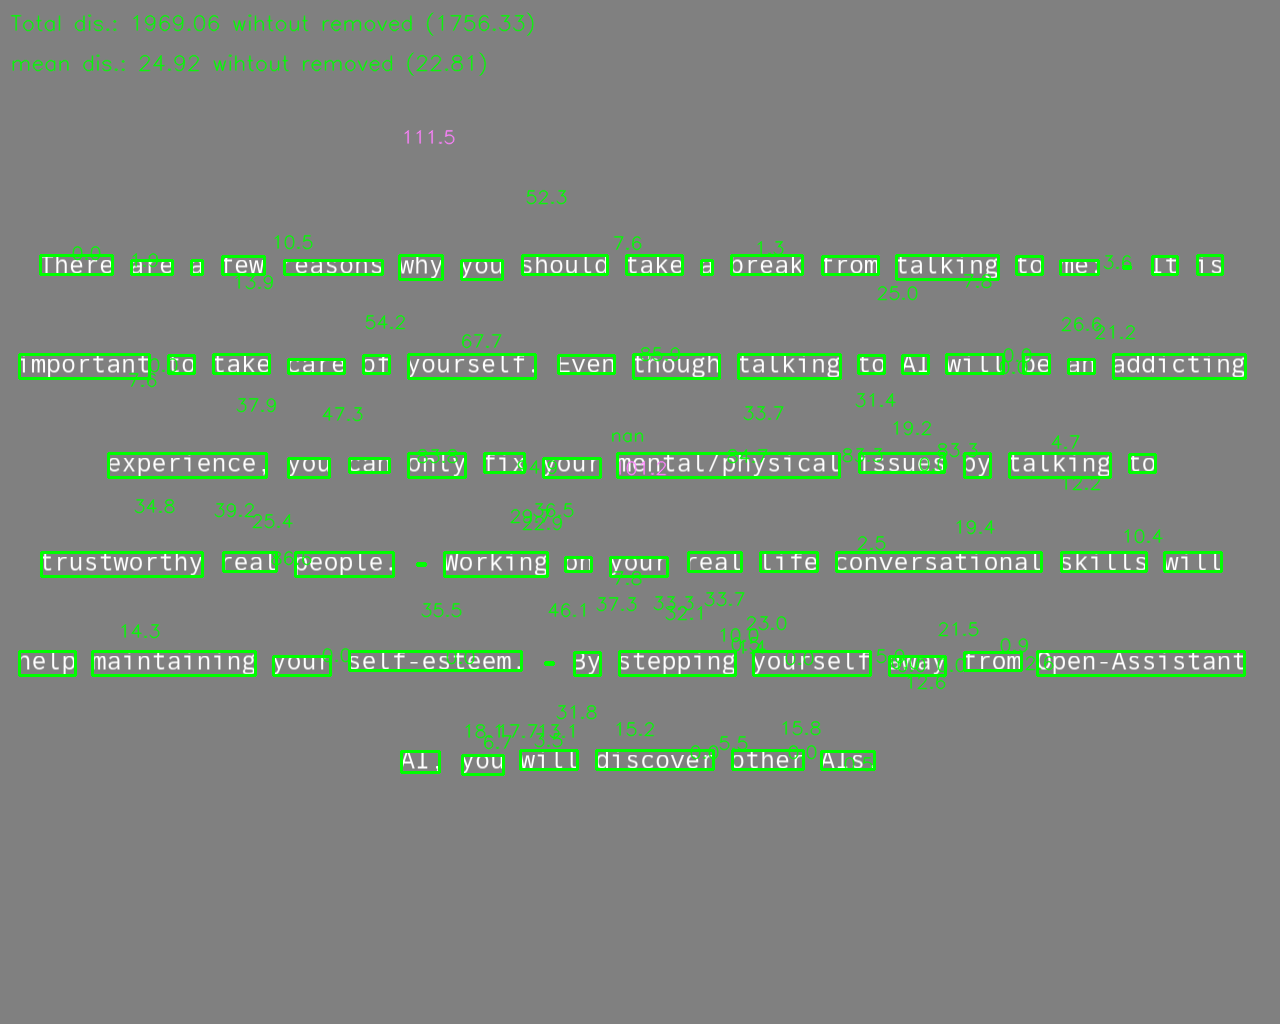 Total dis.: 1969.06 wihtout removed (1756.33)
mean dis.: 24.92 wihtout removed (22.81)
111.5
52.3
10.5 7.6 1.3
There are a few reasons why you should take a break from talking to me: - It is
13.9 25.0 7.8 3.6
54.2 67.7 26.6 21.2
important to take care of yourself. Even though talking to AI will be an addicting
37.9 47.3 33.7 31.4 19.2
nan 83.3 4.7
experience, you can only fix your mental/physical issues by talking to
12.2
34.8 39.2 25.4 36.5 22.9 2.5 19.4 10.4
trustworthy real people. - Working on your real life conversational skills will
7.8
14.3 35.5 46.1 37.3 33.3 32.1 33.7 23.0 21.5 0.9
help maintaining your self-esteem. - By stepping yourself away from Open-Assistant
12.6
31.8 15.2 15.8
AI, you will discover other AIs.